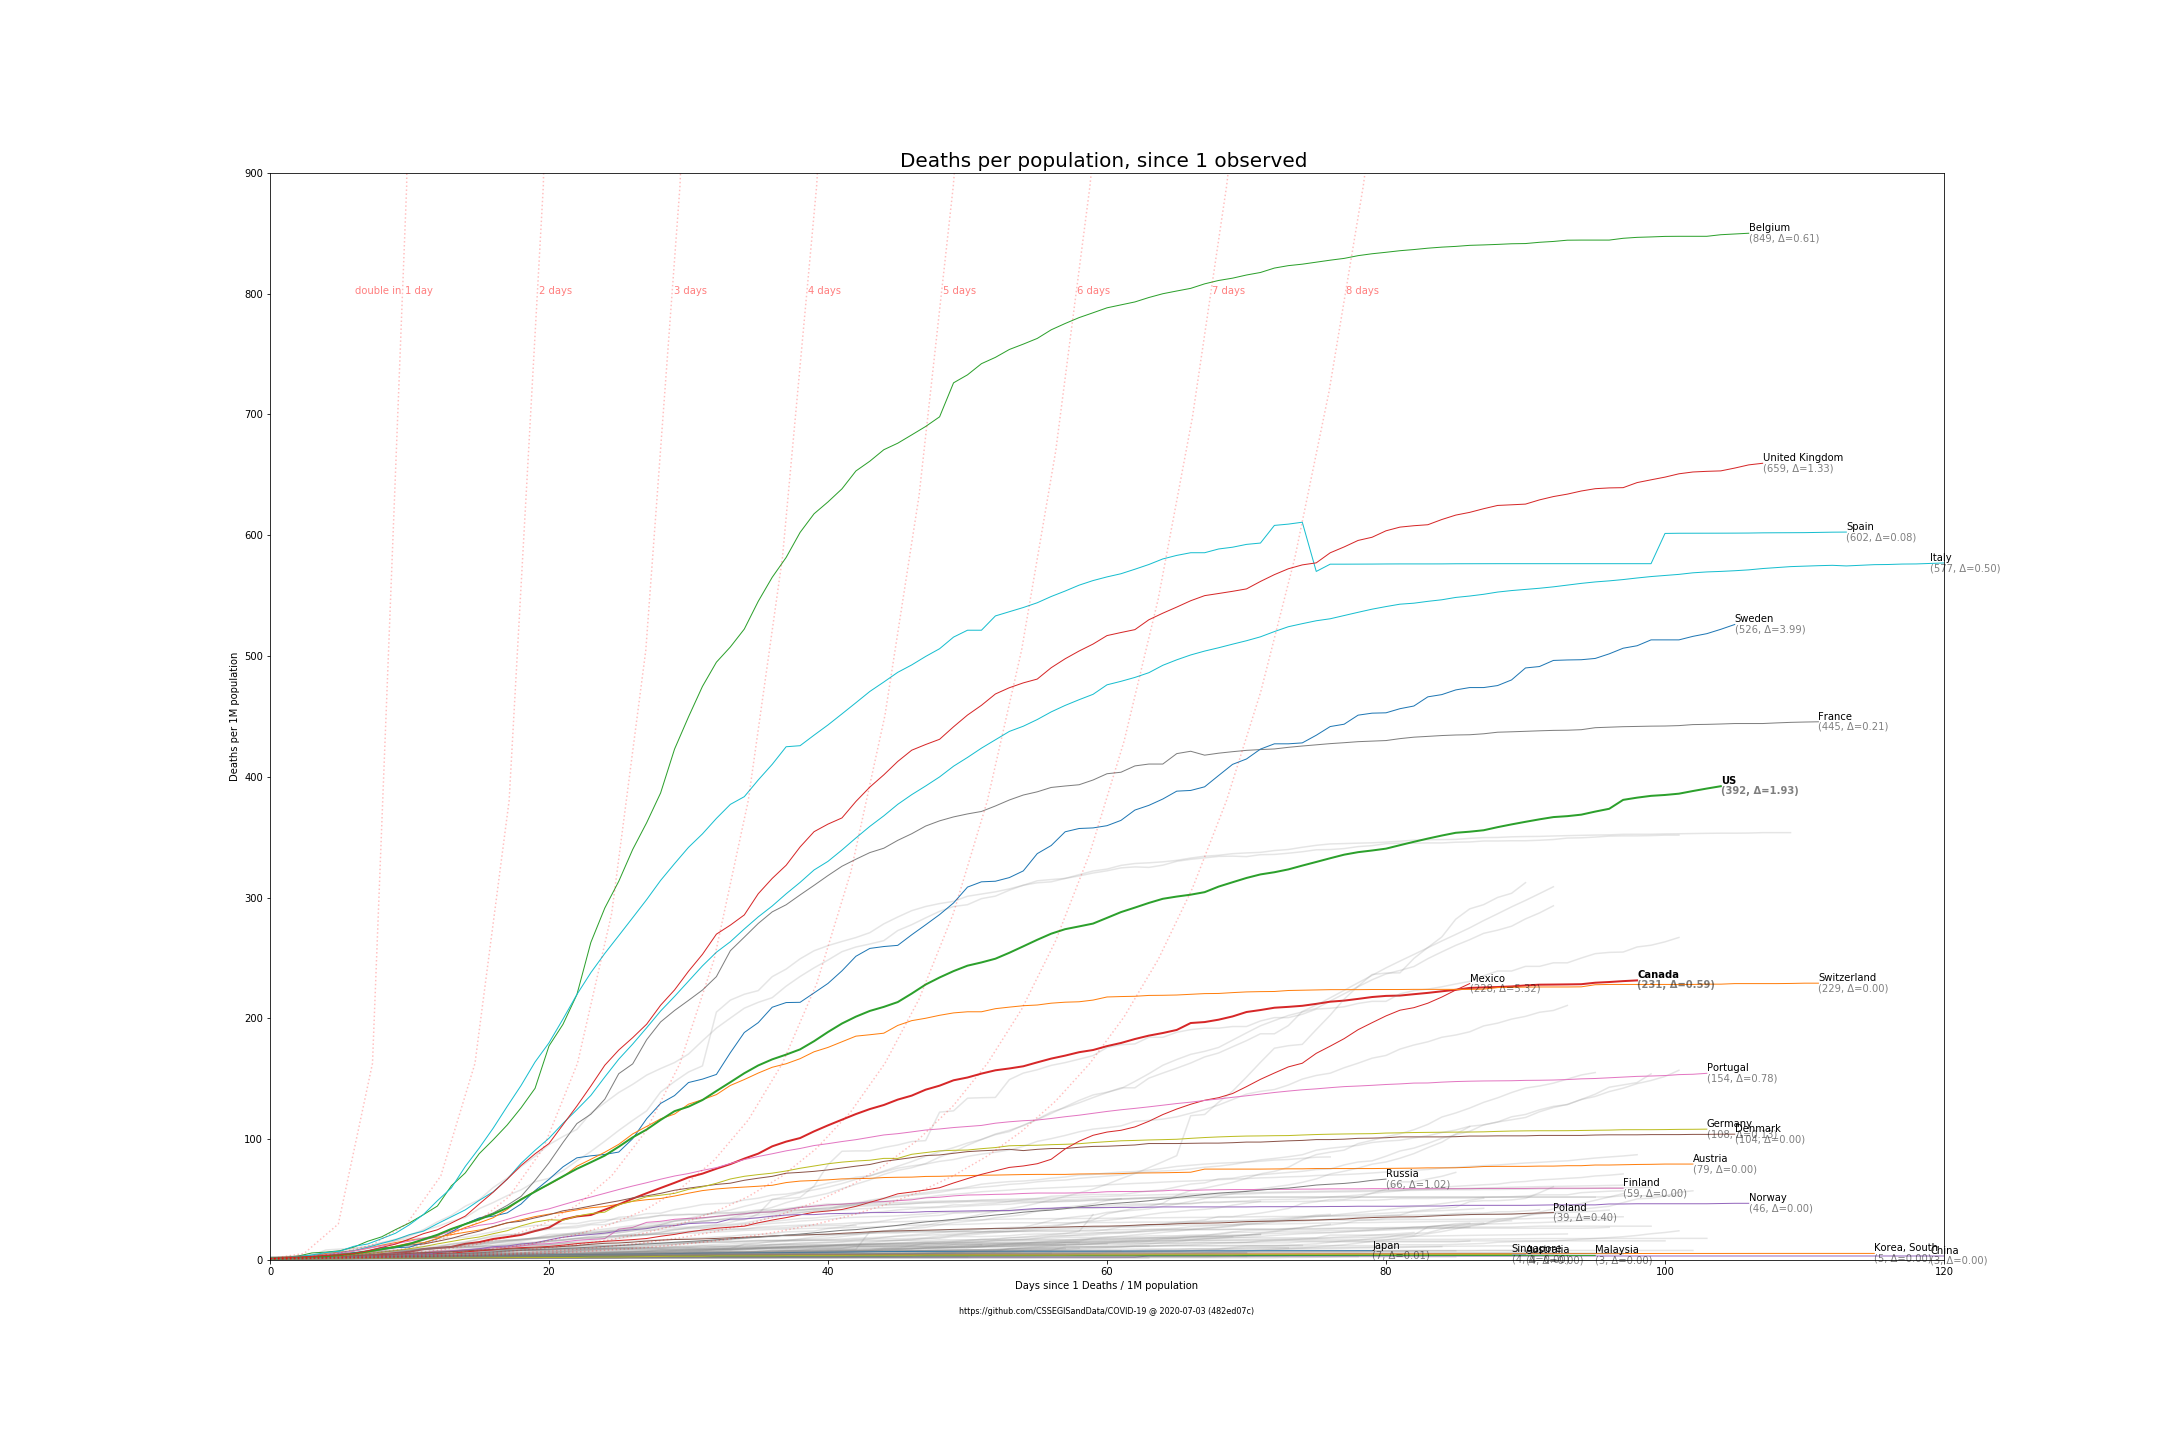 Deaths per population, since 1 observed
900
800
700
600
500
400
300
200
100
0
Deaths per 1M population
double in 1 day
2 days
3 days
4 days
5 days
6 days
7 days
8 days
Belgium
(849, Δ=0.61)
United Kingdom
(659, Δ=1.33)
Spain
(602, Δ=0.08)
Italy
(577, Δ=0.50)
Sweden
(526, Δ=3.99)
France
(445, Δ=0.21)
US
(392, Δ=1.93)
Mexico
(228, Δ=5.32)
Canada
(231, Δ=0.59)
Switzerland
(229, Δ=0.00)
Portugal
(154, Δ=0.78)
Germany
(108,
Denmark
(104, Δ=0.00)
Austria
(79, Δ=0.00)
Russia
(66, Δ=1.02)
Finland
(59, Δ=0.00)
Norway
(46, Δ=0.00)
Poland
(39, Δ=0.40)
Japan
(7, Δ=0.01)
Singapore
Australia
Malaysia
(3, Δ=0.00)
Korea, South
(5, Δ=0.00)
China
(3, Δ=0.00)
0
20
40
60
80
100
120
Days since 1 Deaths / 1M population
https://github.com/CSSEGISandData/COVID-19 @ 2020-07-03 (482ed07c)